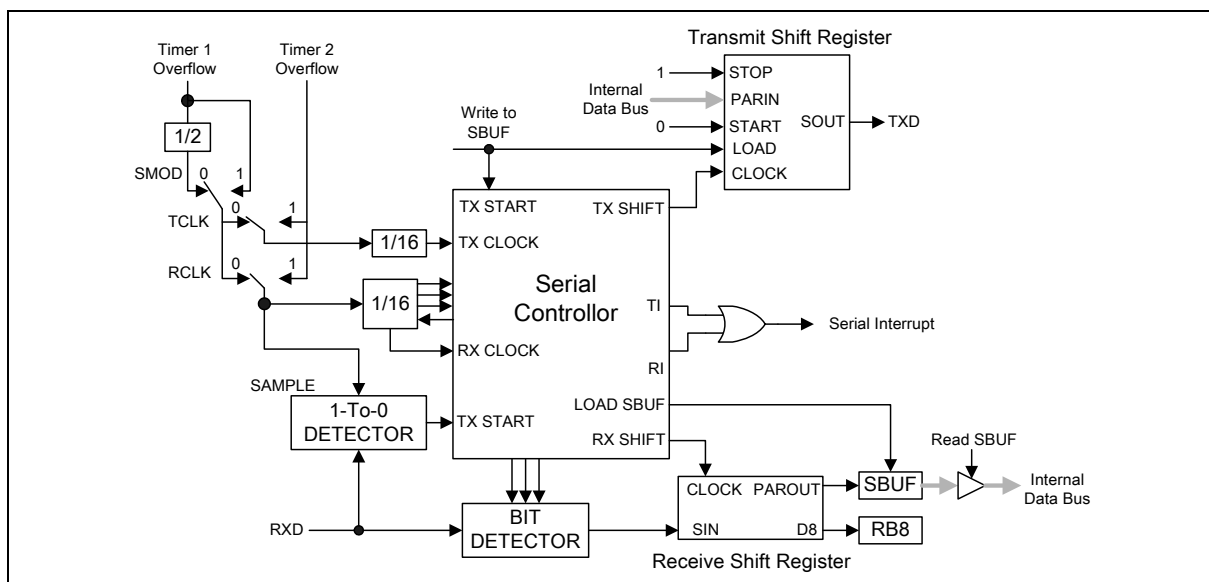 Transmit Shift Register
Timer 1
Overflow
Timer 2
Overflow
1
STOP
Internal
Data Bus
PARIN
Write to
SBUF
0
START
SOUT
TXD
LOAD
CLOCK
1/2
SMOD
0
1
TX START
TX SHIFT
TCLK
0
1
1/16
TX CLOCK
RCLK
0
1
Serial
Controllor
1/16
TI
Serial Interrupt
RX CLOCK
RI
SAMPLE
1-To-0
DETECTOR
TX START
LOAD SBUF
RX SHIFT
Read SBUF
CLOCK
PAROUT
SBUF
Internal
Data Bus
RXD
BIT
DETECTOR
SIN
D8
RB8
Receive Shift Register